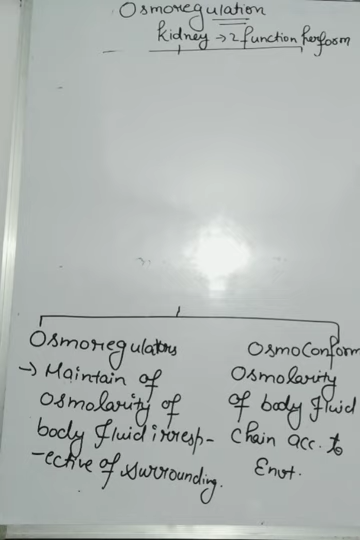 Osmoregulation
Kidney → 2 function perform
Osmoregulators
→ Maintain of
osmolarity of
body fluid irresp-
-ective of surrounding.
Osmoconform
Osmolarity
of body fluid
chain acc. to
Envt.